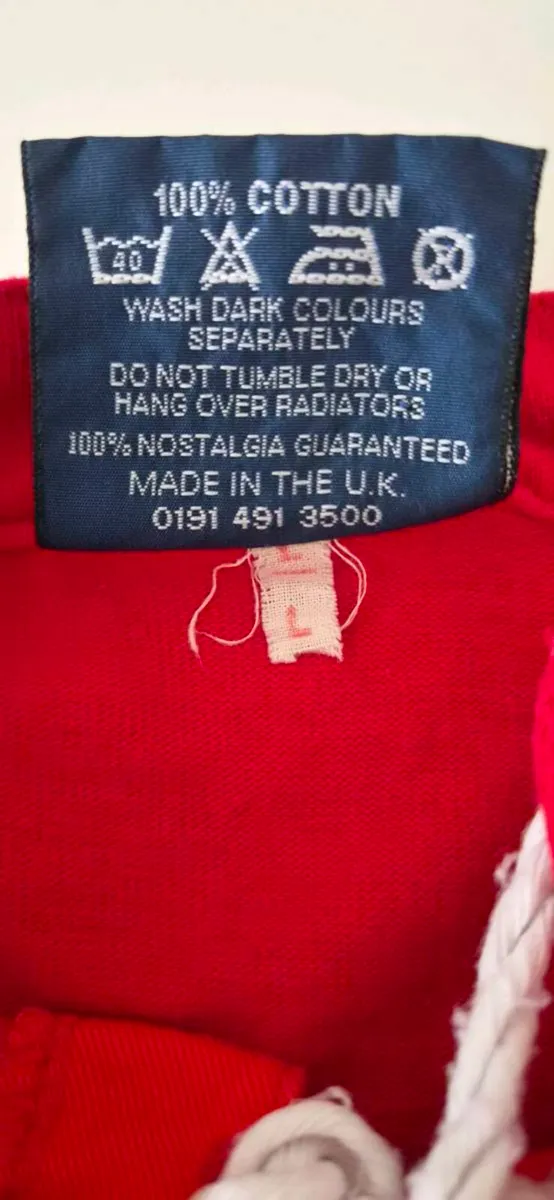 100% COTTON
40
WASH DARK COLOURS
SEPARATELY
DO NOT TUMBLE DRY OR
HANG OVER RADIATORS
100% NOSTALGIA GUARANTEED
MADE IN THE U.K.
0191 491 3500
L